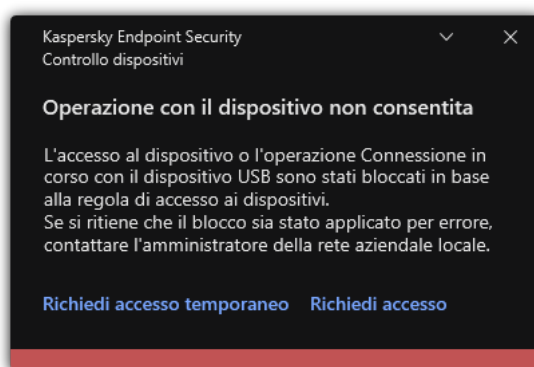 Kaspersky Endpoint Security
Controllo dispositivi
Operazione con il dispositivo non consentita
L'accesso al dispositivo o l'operazione Connessione in
corso con il dispositivo USB sono stati bloccati in base
alla regola di accesso ai dispositivi.
Se si ritiene che il blocco sia stato applicato per errore,
contattare l'amministratore della rete aziendale locale.
Richiedi accesso temporaneo Richiedi accesso